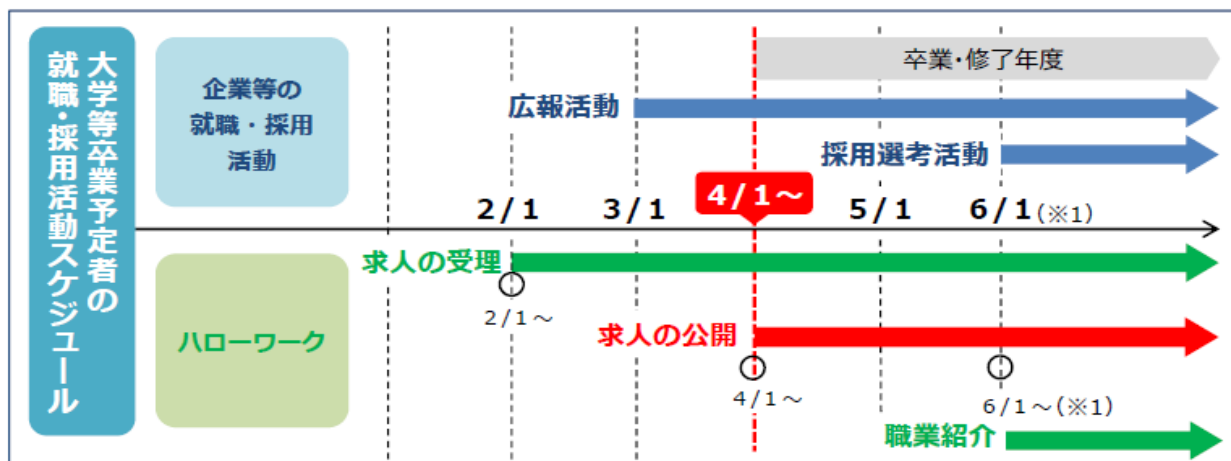 大学等卒業予定者の
就職・採用活動スケジュール
企業等の
就職・採用
活動
卒業・修了年度
広報活動
採用選考活動
2/1
3/1
4/1～
5/1
6/1(※1)
求人の受理
2/1～
ハローワーク
求人の公開
4/1～
6/1～(※1)
職業紹介